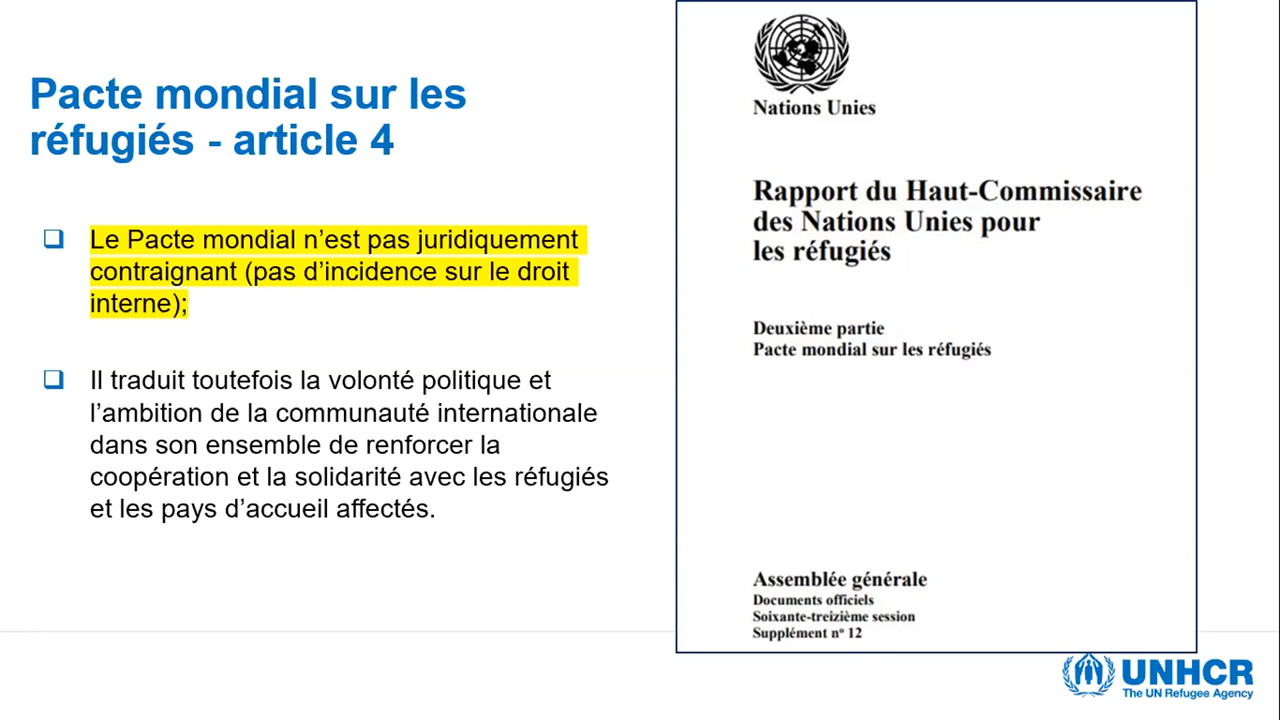 Pacte mondial sur les
réfugiés - article 4
❑ Le Pacte mondial n’est pas juridiquement
contraignant (pas d’incidence sur le droit
interne);
❑ Il traduit toutefois la volonté politique et
l’ambition de la communauté internationale
dans son ensemble de renforcer la
coopération et la solidarité avec les réfugiés
et les pays d’accueil affectés.
Nations Unies
Rapport du Haut-Commissaire
des Nations Unies pour
les réfugiés
Deuxième partie
Pacte mondial sur les réfugiés
Assemblée générale
Documents officiels
Soixante-treizième session
Supplément nº 12
UNHCR
The UN Refugee Agency